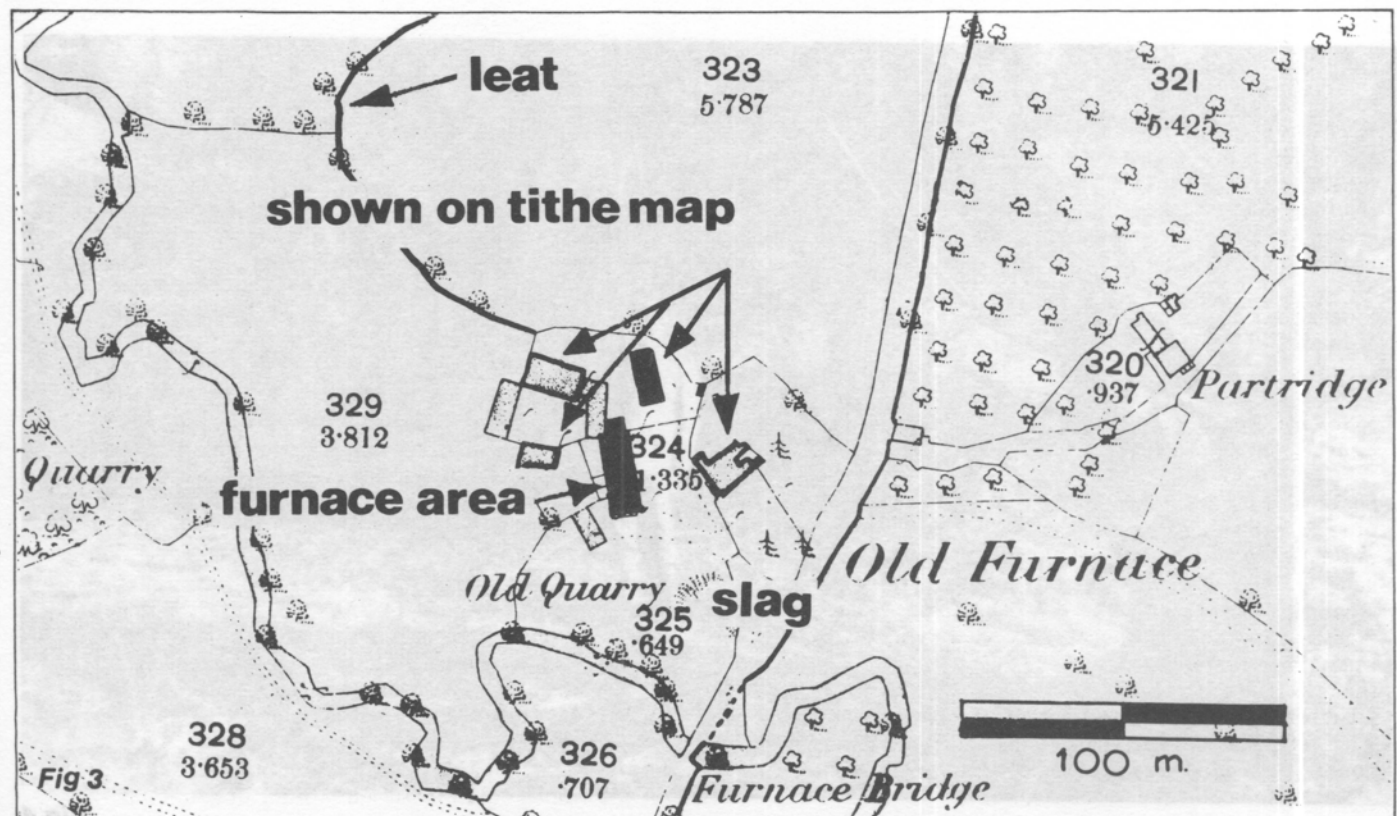 leat
323
5·787
321
5·425
shown on tithe map
329
3·812
320
·937
Partridge
324
1·335
Quarry
furnace area
Old Furnace
Old Quarry
slag
325
·649
328
3·653
326
·707
100 m.
Fig 3
Furnace Bridge